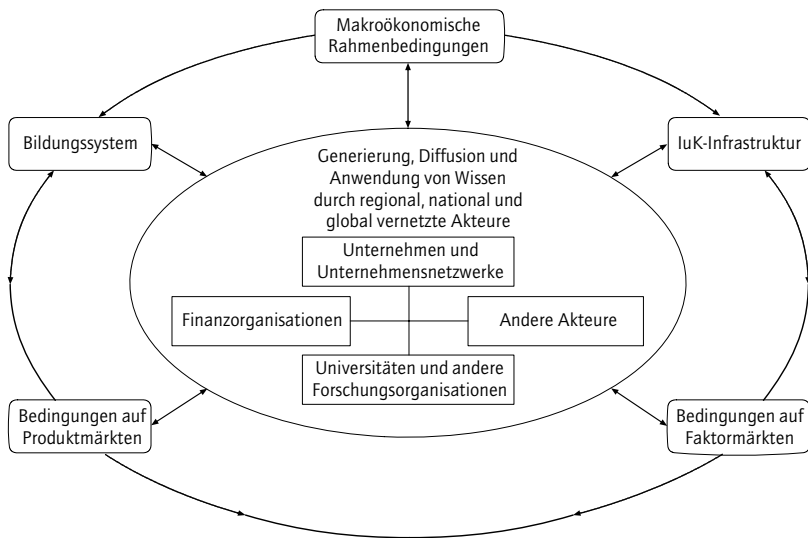 Makroökonomische
Rahmenbedingungen
Bildungssystem
IuK-Infrastruktur
Generierung, Diffusion und
Anwendung von Wissen
durch regional, national und
global vernetzte Akteure
Unternehmen und
Unternehmensnetzwerke
Finanzorganisationen
Andere Akteure
Universitäten und andere
Forschungsorganisationen
Bedingungen auf
Produktmärkten
Bedingungen auf
Faktormärkten